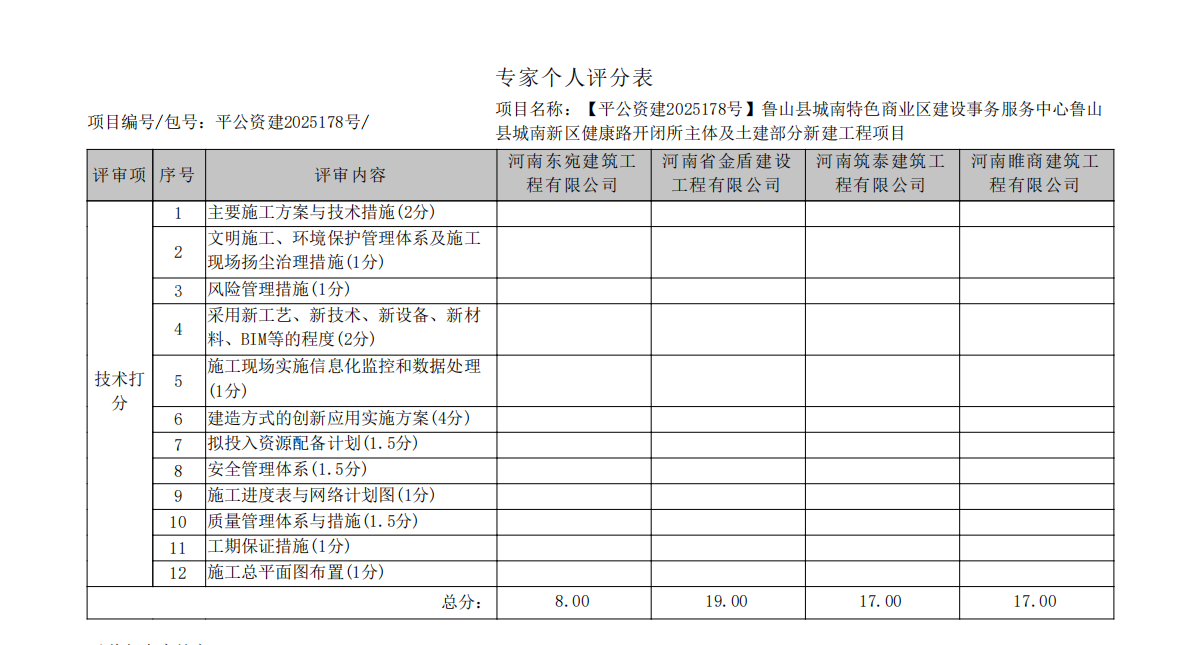 专家个人评分表
项目编号/包号：平公资建2025178号/
项目名称：【平公资建2025178号】鲁山县城南特色商业区建设事务服务中心鲁山
县城南新区健康路开闭所主体及土建部分新建工程项目
评审项 序号 评审内容 河南东宛建筑工 河南省金盾建设 河南筑泰建筑工 河南睢商建筑工
程有限公司 工程有限公司 程有限公司 程有限公司
技术打
分
1 主要施工方案与技术措施(2分)
2 文明施工、环境保护管理体系及施工
现场扬尘治理措施(1分)
3 风险管理措施(1分)
4 采用新工艺、新技术、新设备、新材
料、BIM等的程度(2分)
5 施工现场实施信息化监控和数据处理
(1分)
6 建造方式的创新应用实施方案(4分)
7 拟投入资源配备计划(1.5分)
8 安全管理体系(1.5分)
9 施工进度表与网络计划图(1分)
10 质量管理体系与措施(1.5分)
11 工期保证措施(1分)
12 施工总平面图布置(1分)
总分： 8.00 19.00 17.00 17.00